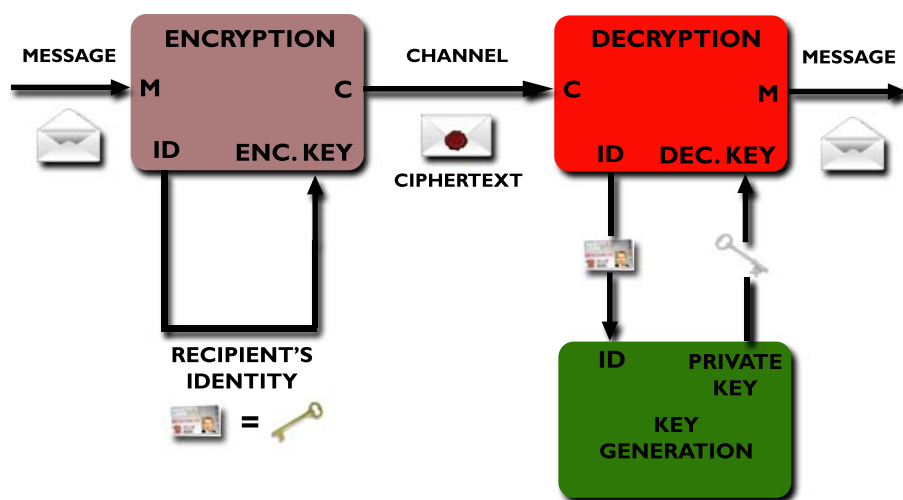 ENCRYPTION
DECRYPTION
MESSAGE
CHANNEL
MESSAGE
M
C
C
M
ID
ENC. KEY
ID
DEC. KEY
CIPHERTEXT
RECIPIENT'S
IDENTITY
=
ID
PRIVATE
KEY
KEY
GENERATION